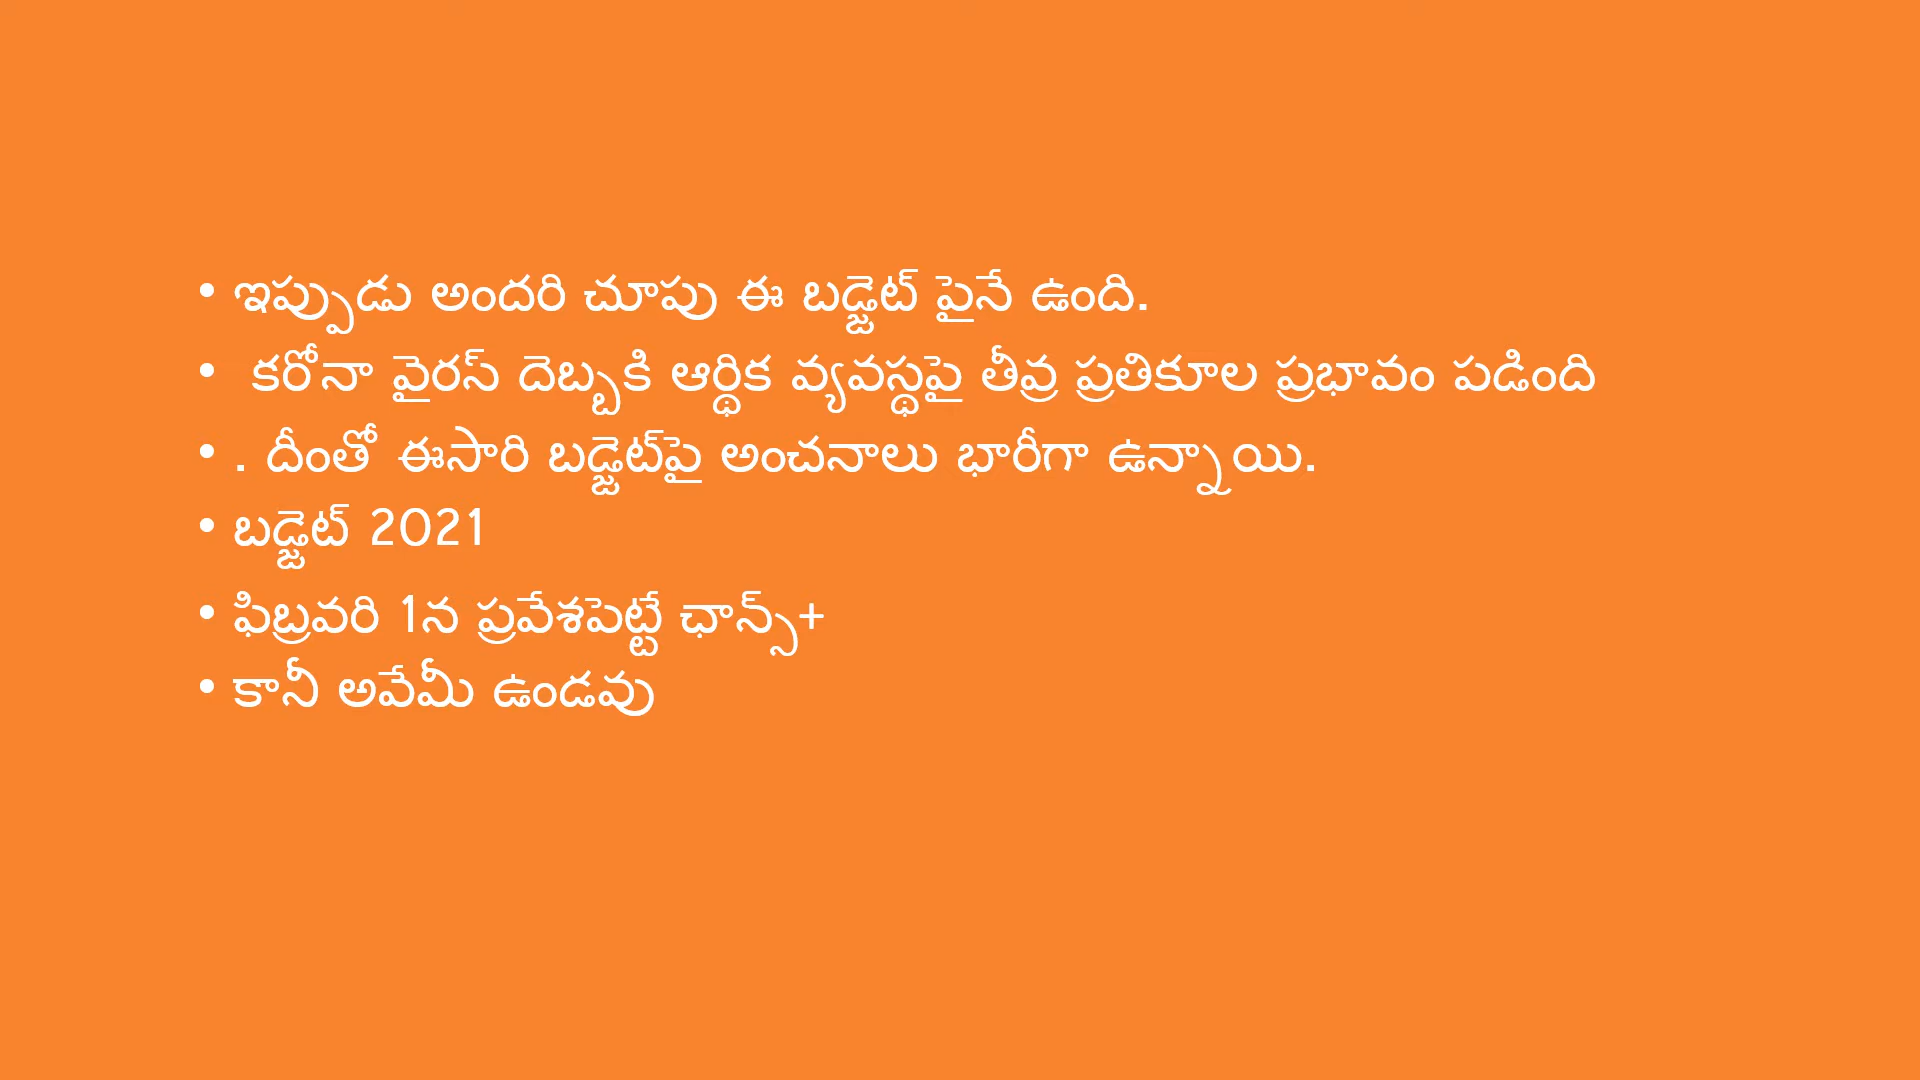 • ఇప్పుడు అందరి చూపు ఈ బడ్జెట్ పైనే ఉంది.
• కరోనా వైరస్ దెబ్బకి ఆర్థిక వ్యవస్థపై తీవ్ర ప్రతికూల ప్రభావం పడింది
• . దీంతో ఈసారి బడ్జెట్‌పై అంచనాలు భారీగా ఉన్నాయి.
• బడ్జెట్ 2021
• ఫిబ్రవరి 1న ప్రవేశపెట్టే ఛాన్స్+
• కానీ అవేమీ ఉండవు